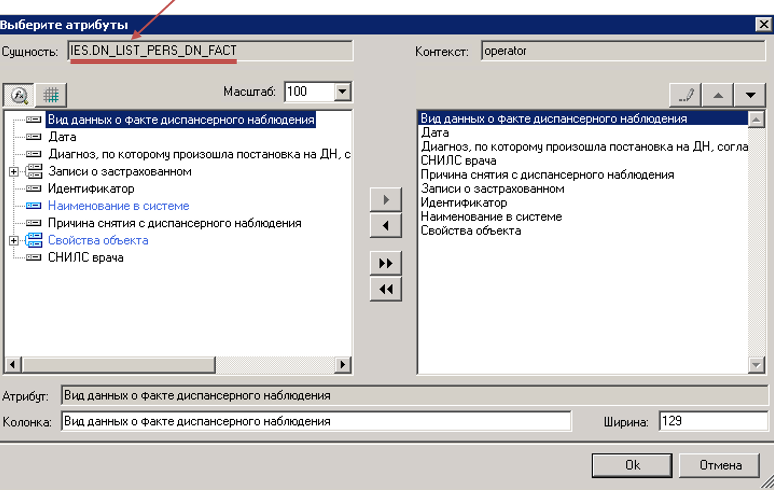 Выберите атрибуты
Сущность: IES.DN_LIST_PERS_DN_FACT
Контекст: operator
Масштаб: 100
Вид данных о факте диспансерного наблюдения
Дата
Диагноз, по которому произошла постановка на ДН, с
Записи о застрахованном
Идентификатор
Наименование в системе
Причина снятия с диспансерного наблюдения
Свойства объекта
СНИЛС врача
Вид данных о факте диспансерного наблюдения
Дата
Диагноз, по которому произошла постановка на ДН, согла
СНИЛС врача
Причина снятия с диспансерного наблюдения
Записи о застрахованном
Идентификатор
Наименование в системе
Свойства объекта
Атрибут: Вид данных о факте диспансерного наблюдения
Колонка: Вид данных о факте диспансерного наблюдения
Ширина: 129
Ok
Отмена